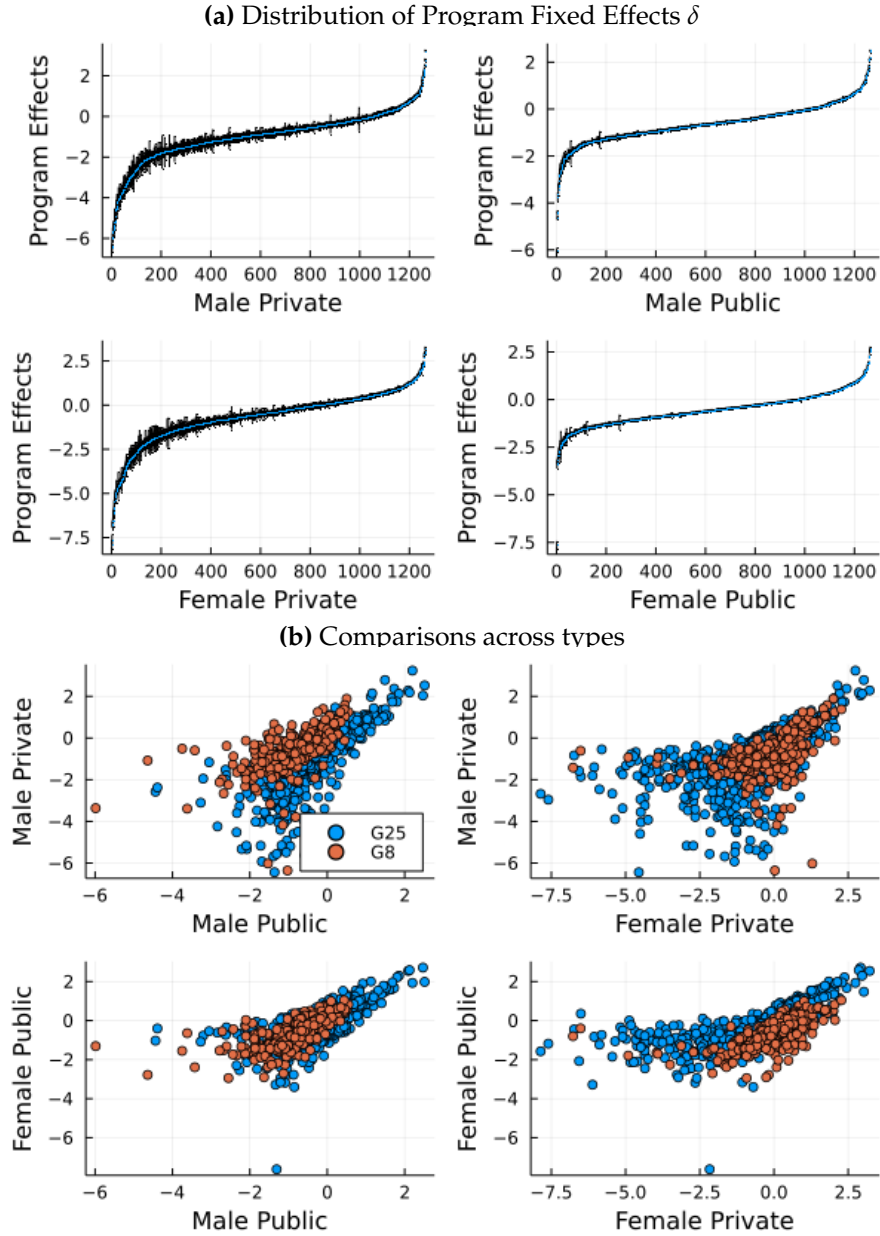 (a) Distribution of Program Fixed Effects δ
Program Effects
2
0
−2
−4
−6
0 200 400 600 800 1000 1200
Male Private
Program Effects
2
0
−2
−4
−6
0 200 400 600 800 1000 1200
Male Public
Program Effects
2.5
0.0
−2.5
−5.0
−7.5
0 200 400 600 800 1000 1200
Female Private
Program Effects
2.5
0.0
−2.5
−5.0
−7.5
0 200 400 600 800 1000 1200
Female Public
(b) Comparisons across types
Male Private
2
0
−2
−4
−6
G25
G8
−6 −4 −2 0 2
Male Public
Male Private
2
0
−2
−4
−6
−7.5 −5.0 −2.5 0.0 2.5
Female Private
Female Public
2
0
−2
−4
−6
−6 −4 −2 0 2
Male Public
Female Public
2
0
−2
−4
−6
−7.5 −5.0 −2.5 0.0 2.5
Female Private